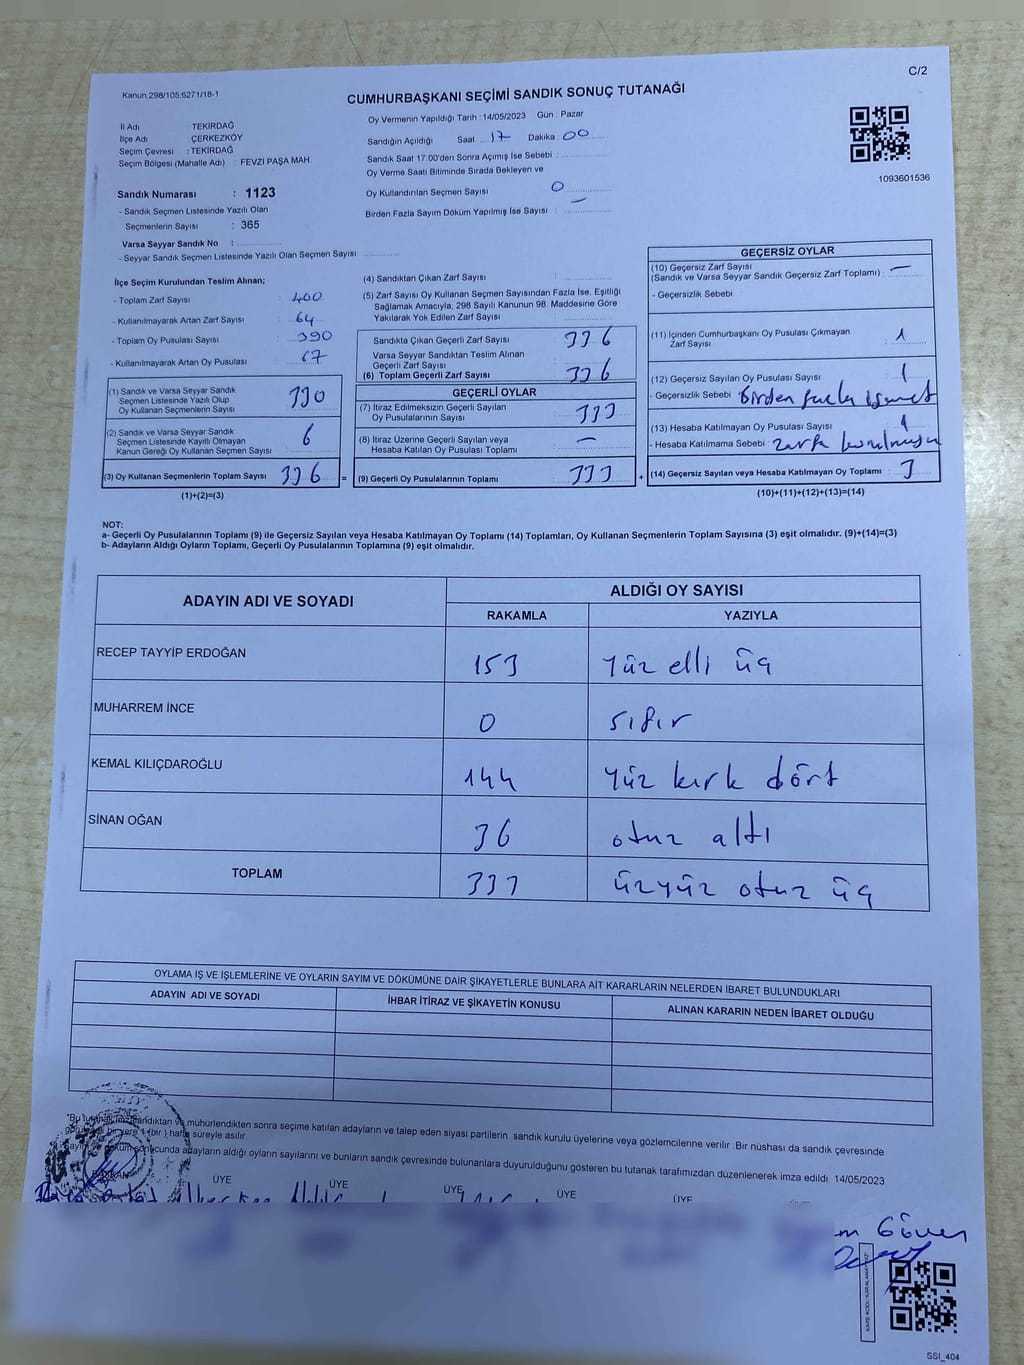 C/2
Kanun 298/105;6271/18-1
CUMHURBAŞKANI SEÇİMİ SANDIK SONUÇ TUTANAĞI
İl Adı : TEKİRDAĞ
İlçe Adı : ÇERKEZKÖY
Seçim Çevresi : TEKİRDAĞ
Seçim Bölgesi (Mahalle Adı) : FEVZI PAŞA MAH.
Sandık Numarası : 1123
- Sandık Seçmen Listesinde Yazılı Olan
Seçmenlerin Sayısı : 365
Varsa Seyyar Sandık No :
- Seyyar Sandık Seçmen Listesinde Yazılı Olan Seçmen Sayısı :
Oy Vermenin Yapıldığı Tarih : 14/05/2023 Gün : Pazar
Sandığın Açıldığı Saat 17 Dakika 00
Sandık Saat 17:00'den Sonra Açımış İse Sebebi :
Oy Verme Saati Bitiminde Sırada Bekleyen ve
Oy Kullandırılan Seçmen Sayısı 0
Birden Fazla Sayım Döküm Yapılmış İse Sayısı : —
1093601536
İlçe Seçim Kurulundan Teslim Alınan;
- Toplam Zarf Sayısı : 400
- Kullanılmayarak Artan Zarf Sayısı : 64
- Toplam Oy Pusulası Sayısı : 390
- Kullanılmayarak Artan Oy Pusulası : 67
(1) Sandık ve Varsa Seyyar Sandık
Seçmen Listesinde Yazılı Olup
Oy Kullanan Seçmenlerin Sayısı 330
(2) Sandık ve Varsa Seyyar Sandık
Seçmen Listesinde Kayıtlı Olmayan
Kanun Gereği Oy Kullanan Seçmen Sayısı 6
(3) Oy Kullanan Seçmenlerin Toplam Sayısı 336 =
(1)+(2)=(3)
(4) Sandıktan Çıkan Zarf Sayısı :
(5) Zarf Sayısı Oy Kullanan Seçmen Sayısından Fazla İse, Eşitliği
Sağlamak Amacıyla, 298 Sayılı Kanunun 98. Maddesine Göre
Yakılarak Yok Edilen Zarf Sayısı :
Sandıkta Çıkan Geçerli Zarf Sayısı 336
Varsa Seyyar Sandıktan Teslim Alınan
Geçerli Zarf Sayısı
(6) Toplam Geçerli Zarf Sayısı 336
GEÇERLİ OYLAR
(7) İtiraz Edilmeksizin Geçerli Sayılan
Oy Pusulalarının Sayısı 333
(8) İtiraz Üzerine Geçerli Sayılan veya
Hesaba Katılan Oy Pusulası Toplamı —
(9) Geçerli Oy Pusulalarının Toplamı 333 +
GEÇERSİZ OYLAR
(10) Geçersiz Zarf Sayısı
(Sandık ve Varsa Seyyar Sandık Geçersiz Zarf Toplamı) : —
- Geçersizlik Sebebi
(11) İçinden Cumhurbaşkanı Oy Pusulası Çıkmayan
Zarf Sayısı : 1
(12) Geçersiz Sayılan Oy Pusulası Sayısı : 1
- Geçersizlik Sebebi Birden fazla işaret
(13) Hesaba Katılmayan Oy Pusulası Sayısı : 1
- Hesaba Katılmama Sebebi : zarfa konulmayan
(14) Geçersiz Sayılan veya Hesaba Katılmayan Oy Toplamı : 3
(10)+(11)+(12)+(13)=(14)
NOT:
a- Geçerli Oy Pusulalarının Toplamı (9) ile Geçersiz Sayılan veya Hesaba Katılmayan Oy Toplamı (14) Toplamları, Oy Kullanan Seçmenlerin Toplam Sayısına (3) eşit olmalıdır. (9)+(14)=(3)
b- Adayların Aldığı Oyların Toplamı, Geçerli Oy Pusulalarının Toplamına (9) eşit olmalıdır.
ADAYIN ADI VE SOYADI ALDIĞI OY SAYISI
RAKAMLA YAZIYLA
RECEP TAYYİP ERDOĞAN 153 yüz elli üç
MUHARREM İNCE 0 sıfır
KEMAL KILIÇDAROĞLU 144 yüz kırk dört
SİNAN OĞAN 36 otuz altı
TOPLAM 333 üzyüz otuz üç
OYLAMA İŞ VE İŞLEMLERİNE VE OYLARIN SAYIM VE DÖKÜMÜNE DAİR ŞİKAYETLERLE BUNLARA AİT KARARLARIN NELERDEN İBARET BULUNDUKLARI
ADAYIN ADI VE SOYADI İHBAR İTİRAZ VE ŞİKAYETİN KONUSU ALINAN KARARIN NEDEN İBARET OLDUĞU
mühürlendikten sonra seçime katılan adayların ve talep eden siyasi partilerin sandık kurulu üyelerine veya gözlemcilerine verilir. Bir nüshası da sandık çevresinde
bir yere 1 (bir) hafta süreyle asılır.
adayların aldığı oyların sayılarını ve bunların sandık çevresinde bulunanlara duyurulduğunu gösteren bu tutanak tarafımızdan düzenlenerek imza edildi. 14/05/2023
BAŞKAN ÜYE ÜYE ÜYE ÜYE ÜYE
Güven
SSI_404